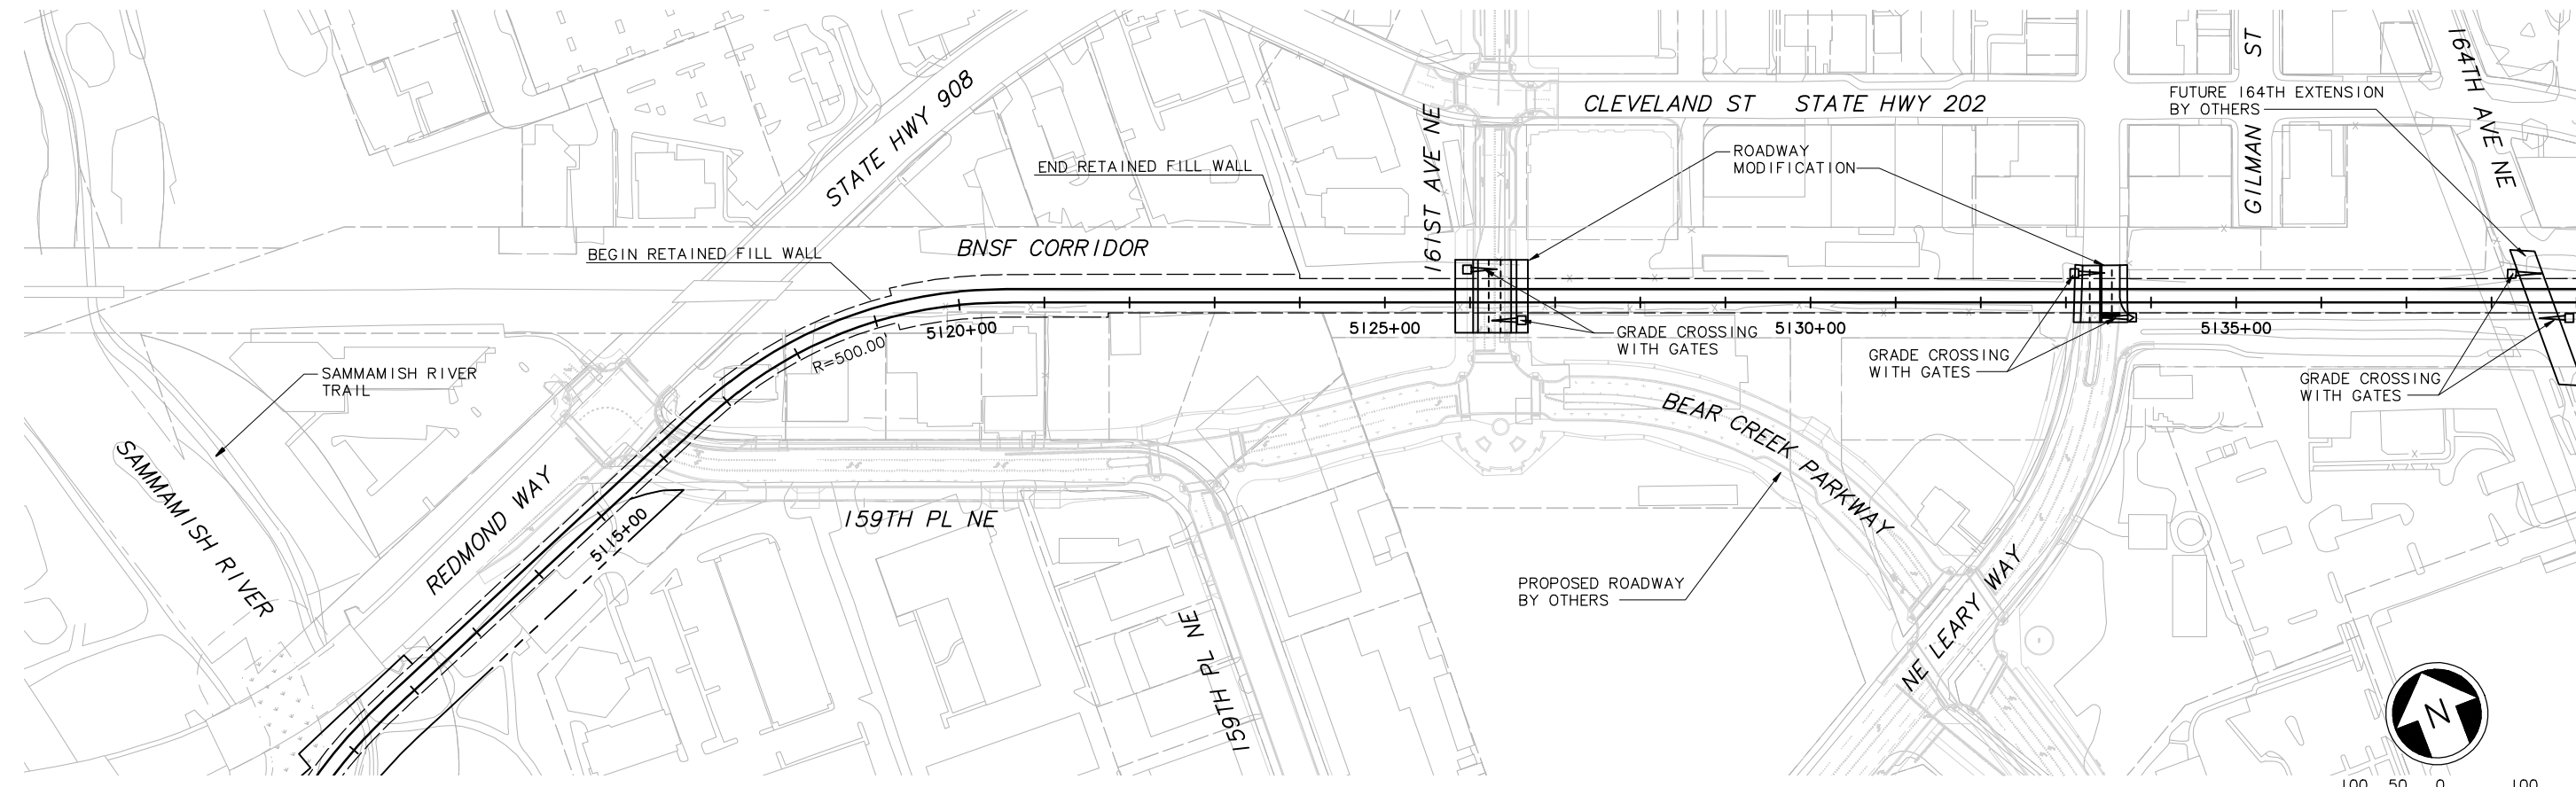 164TH AVE NE
GILMAN ST
FUTURE 164TH EXTENSION
BY OTHERS
STATE HWY 908
CLEVELAND ST STATE HWY 202
161ST AVE NE
ROADWAY
MODIFICATION
END RETAINED FILL WALL
BNSF CORRIDOR
BEGIN RETAINED FILL WALL
5120+00
5125+00
5130+00
5135+00
R=500.00'
GRADE CROSSING
WITH GATES
GRADE CROSSING
WITH GATES
GRADE CROSSING
WITH GATES
SAMMAMISH RIVER
TRAIL
SAMMAMISH RIVER
REDMOND WAY
5115+00
159TH PL NE
BEAR CREEK PARKWAY
PROPOSED ROADWAY
BY OTHERS
159TH PL NE
NE LEARY WAY
N
100 50 0 100